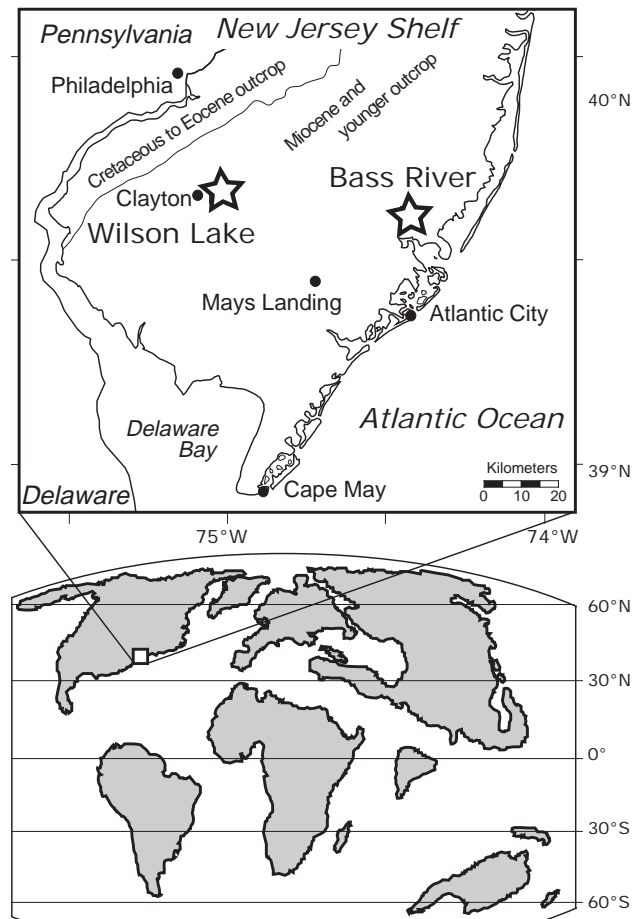 New Jersey Shelf
Pennsylvania
Philadelphia
40°N
Cretaceous to Eocene outcrop
Miocene and
younger outcrop
Bass River
Clayton
Wilson Lake
Mays Landing
Atlantic City
Atlantic Ocean
Delaware
Bay
Kilometers
0 10 20
39°N
Delaware
Cape May
75°W
74°W
60°N
30°N
0°
30°S
60°S